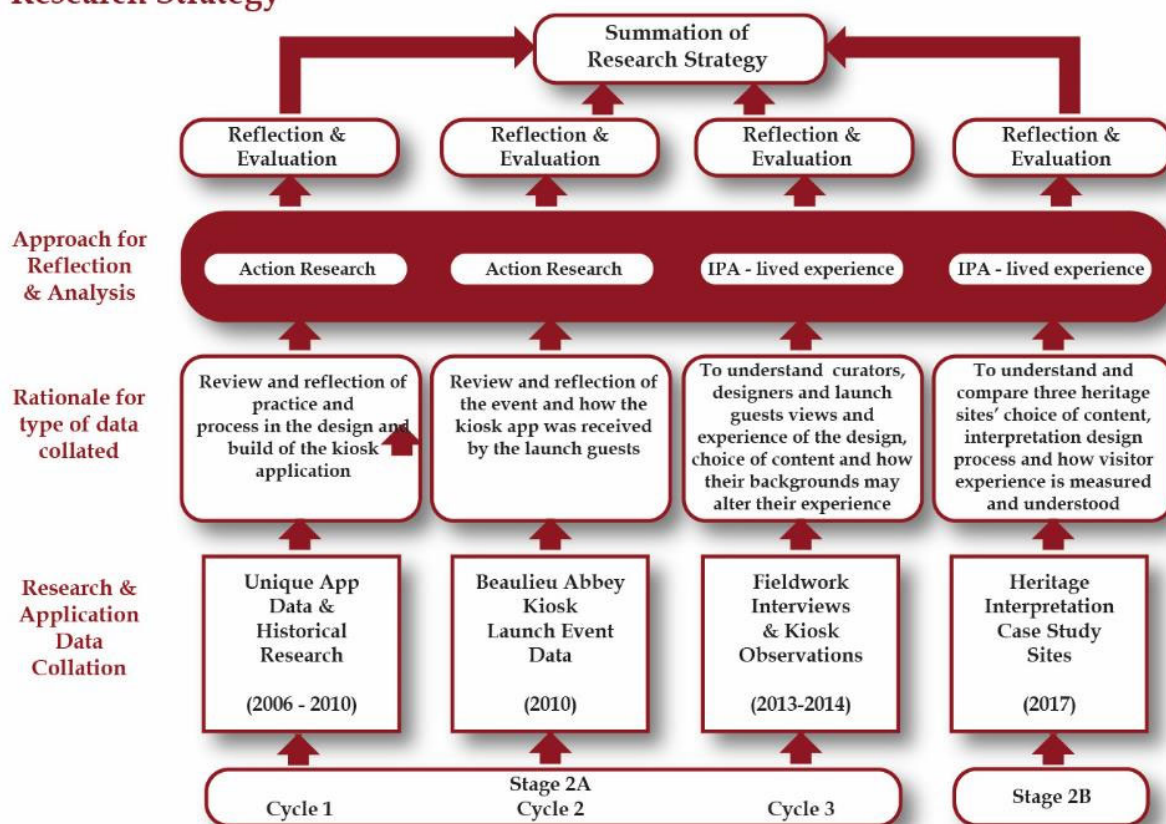 Research Strategy
Summation of
Research Strategy
Reflection &
Evaluation
Reflection &
Evaluation
Reflection &
Evaluation
Reflection &
Evaluation
Approach for
Reflection
& Analysis
Action Research
Action Research
IPA - lived experience
IPA - lived experience
Rationale for
type of data
collated
Review and reflection of
practice and
process in the design and
build of the kiosk
application
Review and reflection of
the event and how the
kiosk app was received
by the launch guests
To understand curators,
designers and launch
guests views and
experience of the design,
choice of content and how
their backgrounds may
alter their experience
To understand and
compare three heritage
sites' choice of content,
interpretation design
process and how visitor
experience is measured
and understood
Research &
Application
Data
Collation
Unique App
Data &
Historical
Research
(2006 - 2010)
Beaulieu Abbey
Kiosk
Launch Event
Data
(2010)
Fieldwork
Interviews
& Kiosk
Observations
(2013-2014)
Heritage
Interpretation
Case Study
Sites
(2017)
Stage 2A
Cycle 1
Cycle 2
Cycle 3
Stage 2B